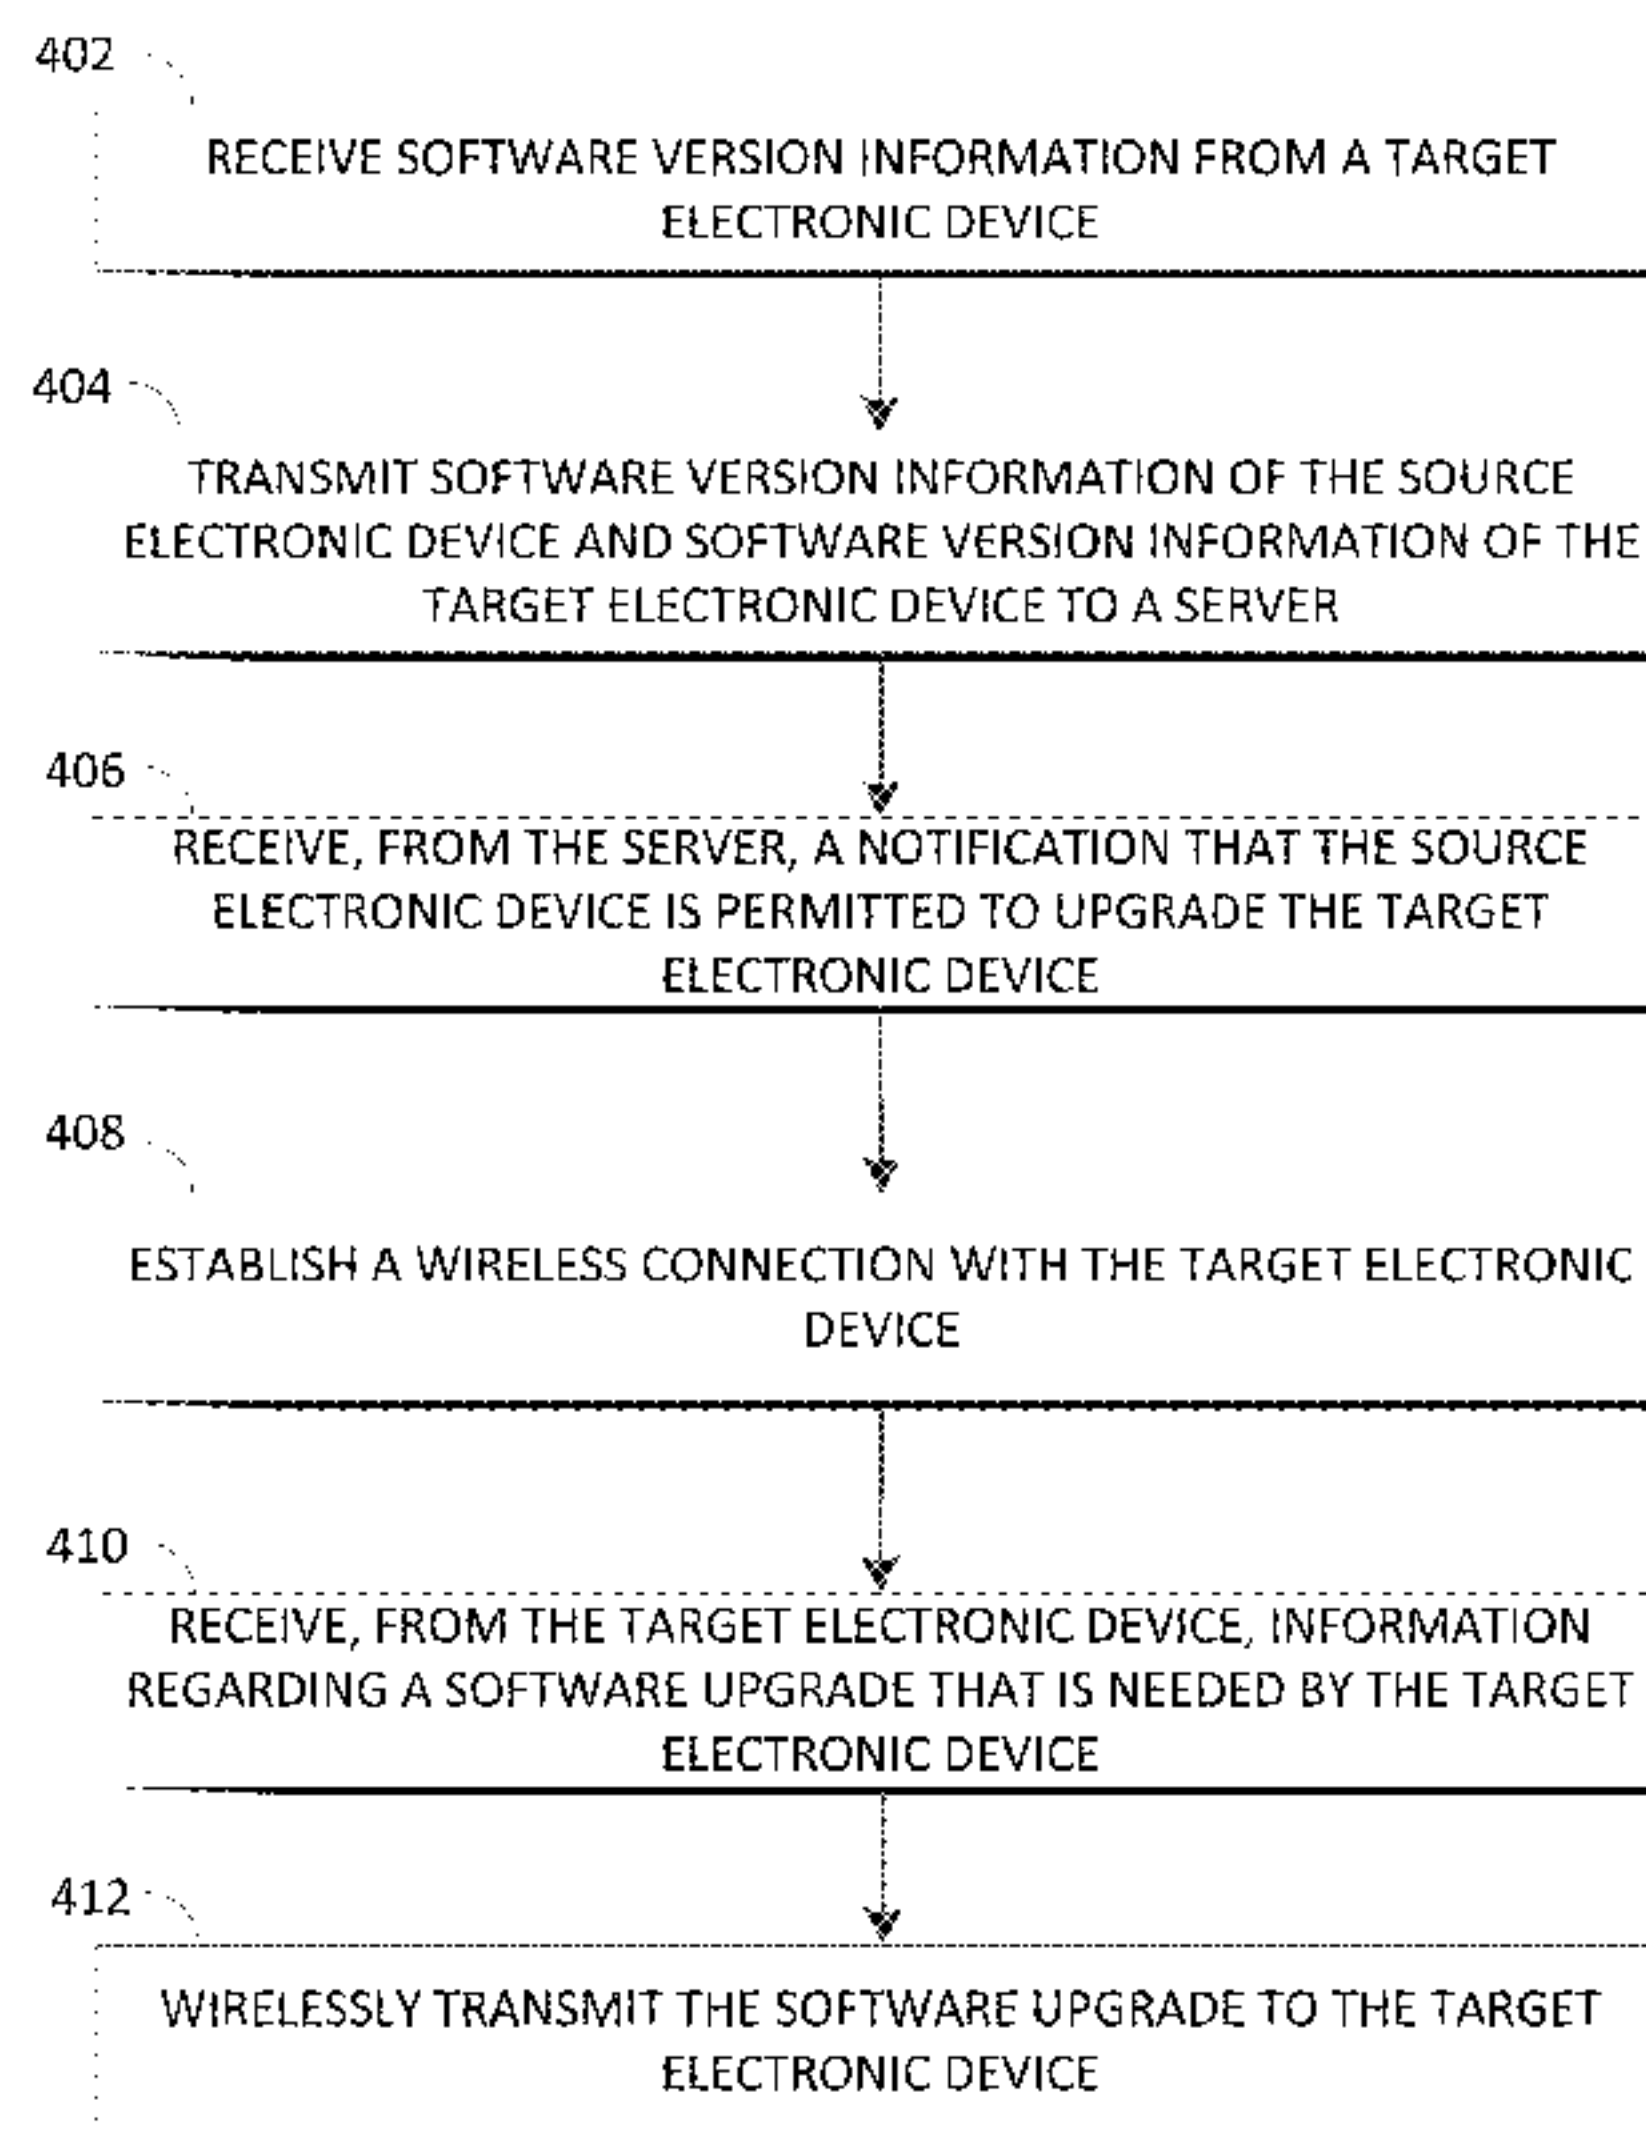 402
RECEIVE SOFTWARE VERSION INFORMATION FROM A TARGET
ELECTRONIC DEVICE
404
TRANSMIT SOFTWARE VERSION INFORMATION OF THE SOURCE
ELECTRONIC DEVICE AND SOFTWARE VERSION INFORMATION OF THE
TARGET ELECTRONIC DEVICE TO A SERVER
406
RECEIVE, FROM THE SERVER, A NOTIFICATION THAT THE SOURCE
ELECTRONIC DEVICE IS PERMITTED TO UPGRADE THE TARGET
ELECTRONIC DEVICE
408
ESTABLISH A WIRELESS CONNECTION WITH THE TARGET ELECTRONIC
DEVICE
410
RECEIVE, FROM THE TARGET ELECTRONIC DEVICE, INFORMATION
REGARDING A SOFTWARE UPGRADE THAT IS NEEDED BY THE TARGET
ELECTRONIC DEVICE
412
WIRELESSLY TRANSMIT THE SOFTWARE UPGRADE TO THE TARGET
ELECTRONIC DEVICE